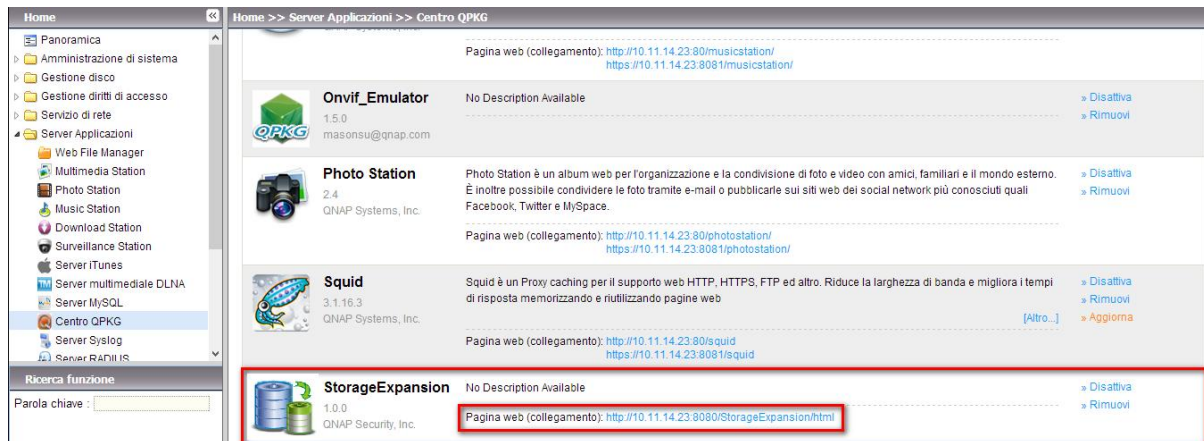 Home
Home >> Server Applicazioni >> Centro QPKG
Panoramica
Amministrazione di sistema
Gestione disco
Gestione diritti di accesso
Servizio di rete
Server Applicazioni
Web File Manager
Multimedia Station
Photo Station
Music Station
Download Station
Surveillance Station
Server iTunes
Server multimediale DLNA
Server MySQL
Centro QPKG
Server Syslog
Server RADIUS
Ricerca funzione
Parola chiave :
Pagina web (collegamento): http://10.11.14.23:80/musicstation/
https://10.11.14.23:8081/musicstation/
QPKG
Onvif_Emulator
1.5.0
masonsu@qnap.com
No Description Available
» Disattiva
» Rimuovi
Photo Station
2.4
QNAP Systems, Inc.
Photo Station è un album web per l'organizzazione e la condivisione di foto e video con amici, familiari e il mondo esterno.
È inoltre possibile condividere le foto tramite e-mail o pubblicarle sui siti web dei social network più conosciuti quali
Facebook, Twitter e MySpace.
Pagina web (collegamento): http://10.11.14.23:80/photostation/
https://10.11.14.23:8081/photostation/
» Disattiva
» Rimuovi
Squid
3.1.16.3
QNAP Systems, Inc.
Squid è un Proxy caching per il supporto web HTTP, HTTPS, FTP ed altro. Riduce la larghezza di banda e migliora i tempi
di risposta memorizzando e riutilizzando pagine web
[Altro...]
Pagina web (collegamento): http://10.11.14.23:80/squid
https://10.11.14.23:8081/squid
» Disattiva
» Rimuovi
» Aggiorna
StorageExpansion
1.0.0
QNAP Security, Inc.
No Description Available
Pagina web (collegamento): http://10.11.14.23:8080/StorageExpansion/html
» Disattiva
» Rimuovi